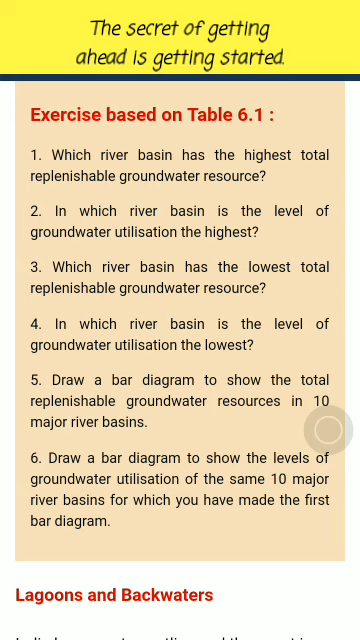 The secret of getting
ahead is getting started.
Exercise based on Table 6.1 :
1. Which river basin has the highest total
replenishable groundwater resource?
2. In which river basin is the level of
groundwater utilisation the highest?
3. Which river basin has the lowest total
replenishable groundwater resource?
4. In which river basin is the level of
groundwater utilisation the lowest?
5. Draw a bar diagram to show the total
replenishable groundwater resources in 10
major river basins.
6. Draw a bar diagram to show the levels of
groundwater utilisation of the same 10 major
river basins for which you have made the first
bar diagram.
Lagoons and Backwaters